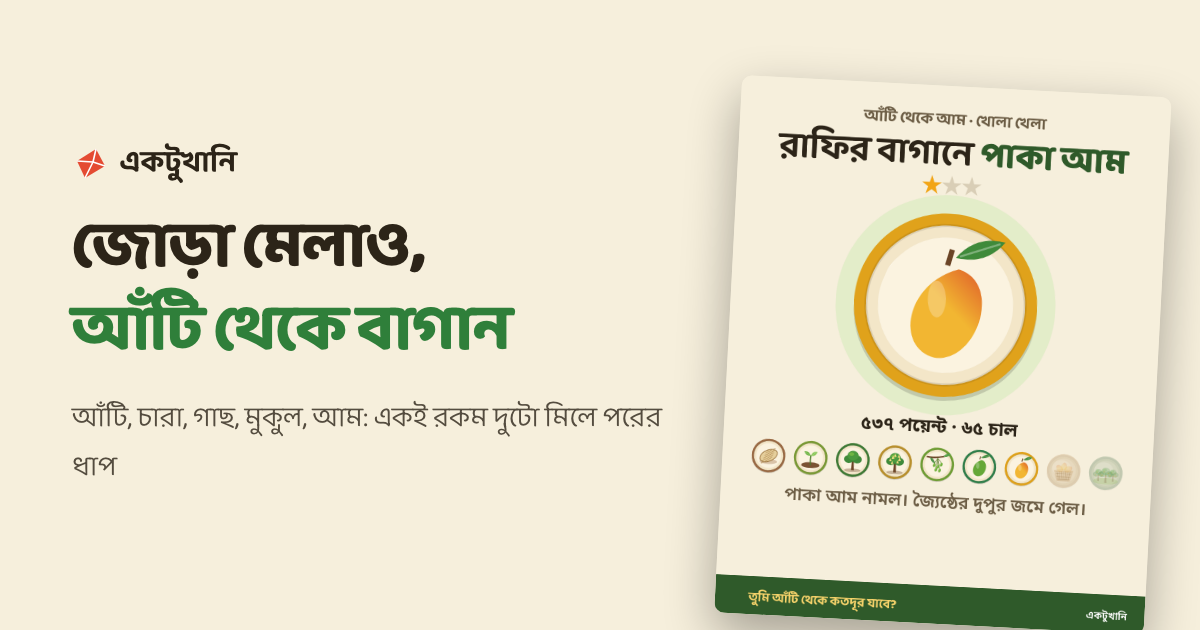 একটুখানি
জোড়া মেলাও,
আঁটি থেকে বাগান
আঁটি, চারা, গাছ, মুকুল, আম: একই রকম দুটো মিলে পরের
ধাপ
আঁটি থেকে আম · খোলা খেলা
রাফির বাগানে পাকা আম
৫৩৭ পয়েন্ট · ৬৫ চাল
পাকা আম নামল। জ্যৈষ্ঠের দুপুর জমে গেল।
তুমি আঁটি থেকে কতদূর যাবে?
একটুখানি